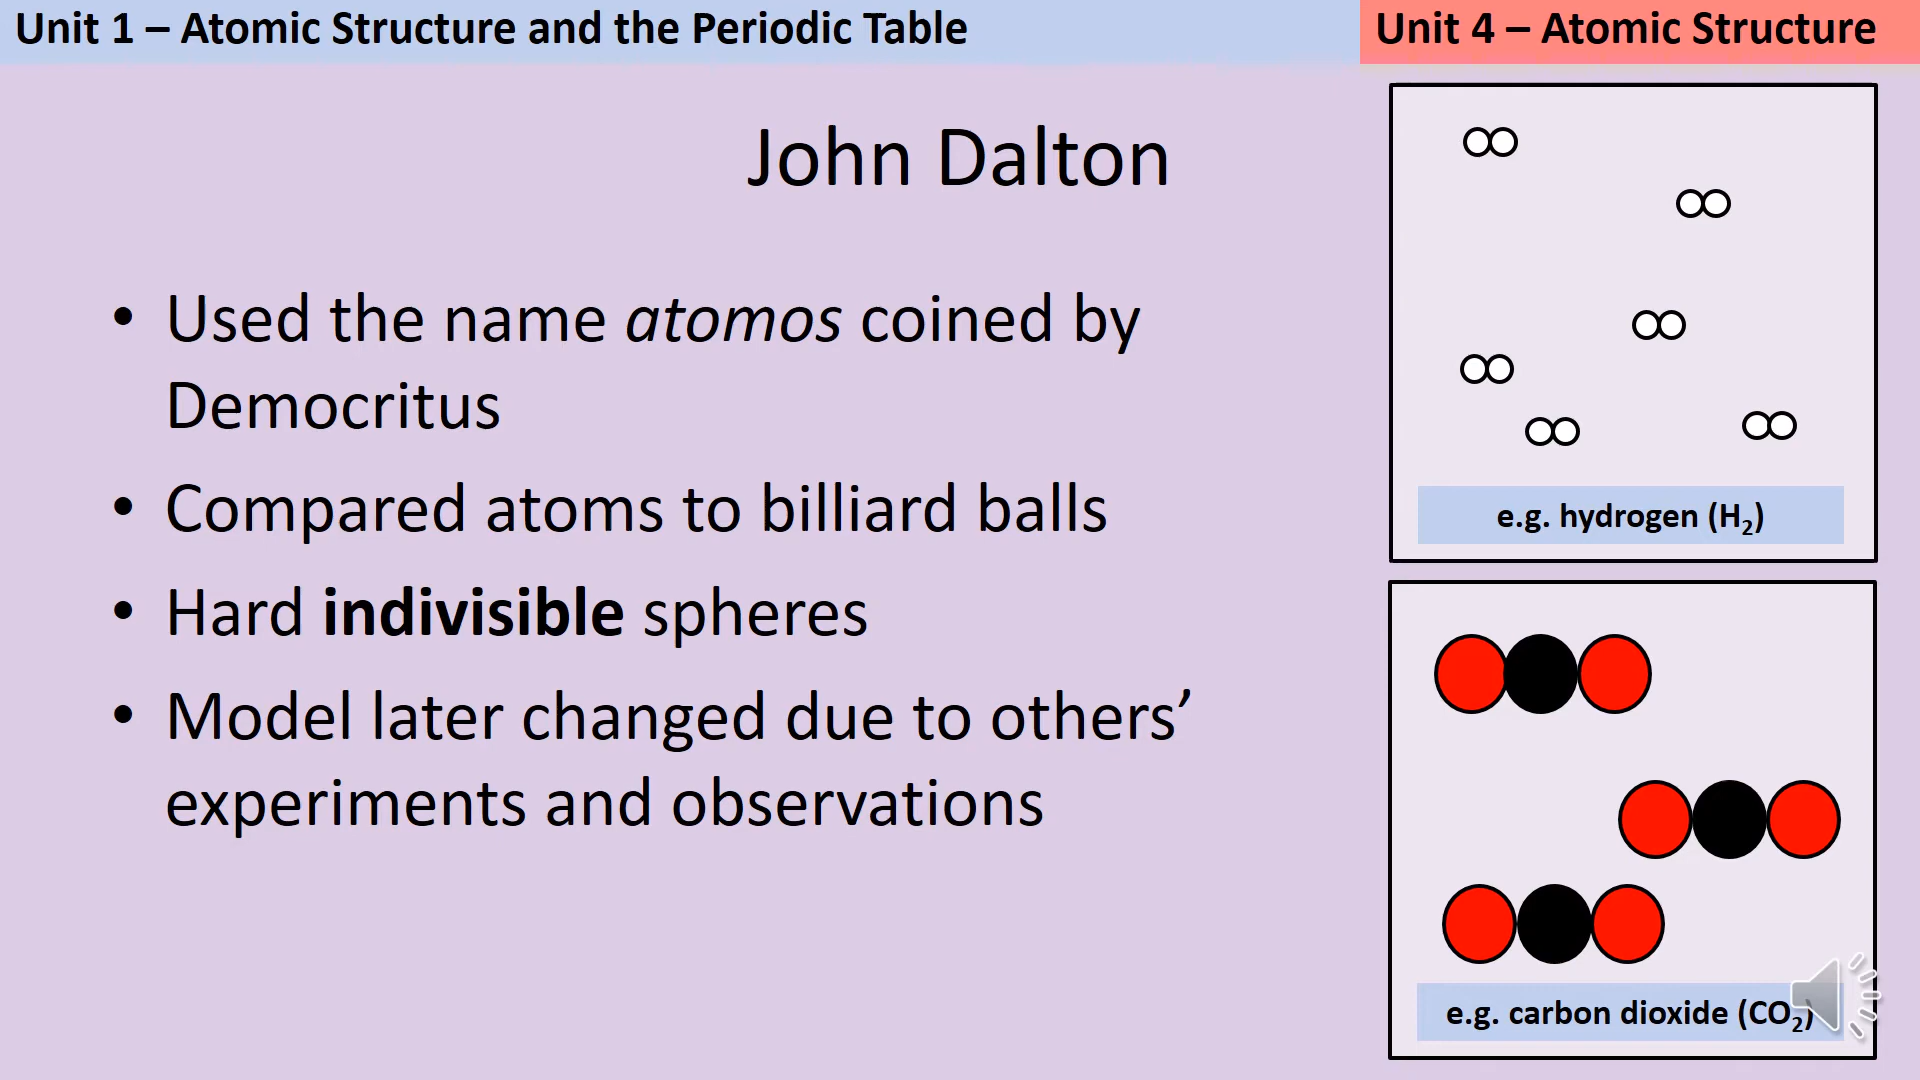 Unit 1 – Atomic Structure and the Periodic Table
Unit 4 – Atomic Structure
John Dalton
• Used the name atomos coined by
Democritus
• Compared atoms to billiard balls
• Hard indivisible spheres
• Model later changed due to others’
experiments and observations
e.g. hydrogen (H₂)
e.g. carbon dioxide (CO₂)